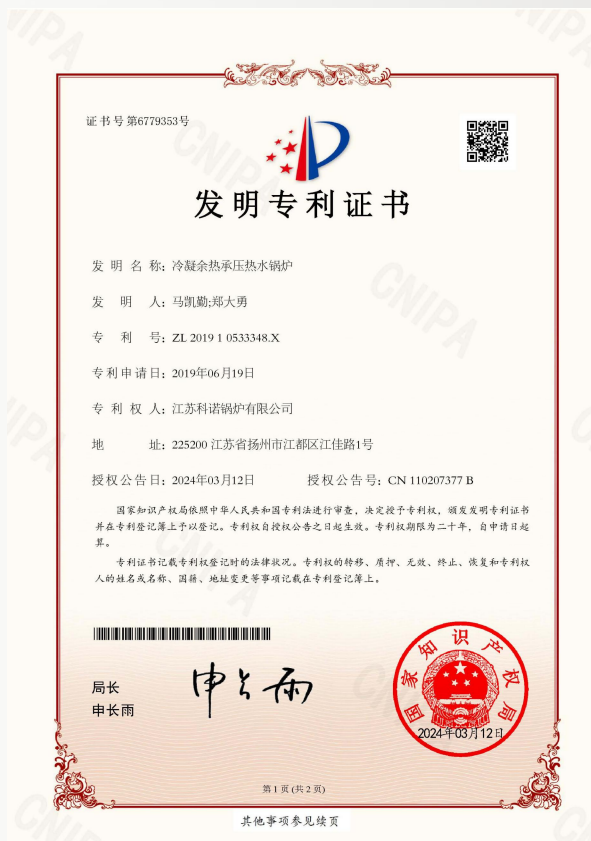 证书号第6779353号
发明专利证书
发明名称：冷凝余热承压热水锅炉
发明人：马凯勤;郑大勇
专利号：ZL 2019 1 0533348.X
专利申请日：2019年06月19日
专利权人：江苏科诺锅炉有限公司
地址：225200 江苏省扬州市江都区江佳路1号
授权公告日：2024年03月12日 授权公告号：CN 110207377 B
国家知识产权局依照中华人民共和国专利法进行审查，决定授予专利权，颁发发明专利证书
并在专利登记簿上予以登记。专利权自授权公告之日起生效。专利权期限为二十年，自申请日起
算。
专利证书记载专利权登记时的法律状况。专利权的转移、质押、无效、终止、恢复和专利权
人的姓名或名称、国籍、地址变更等事项记载在专利登记簿上。
局长
申长雨
申长雨
国家知识产权局
2024年03月12日
第 1 页 (共 2 页)
其他事项参见续页
CNIPA
CNIPA
CNIPA
CNIPA
CNIPA
CNIPA
CNIPA
CNIPA